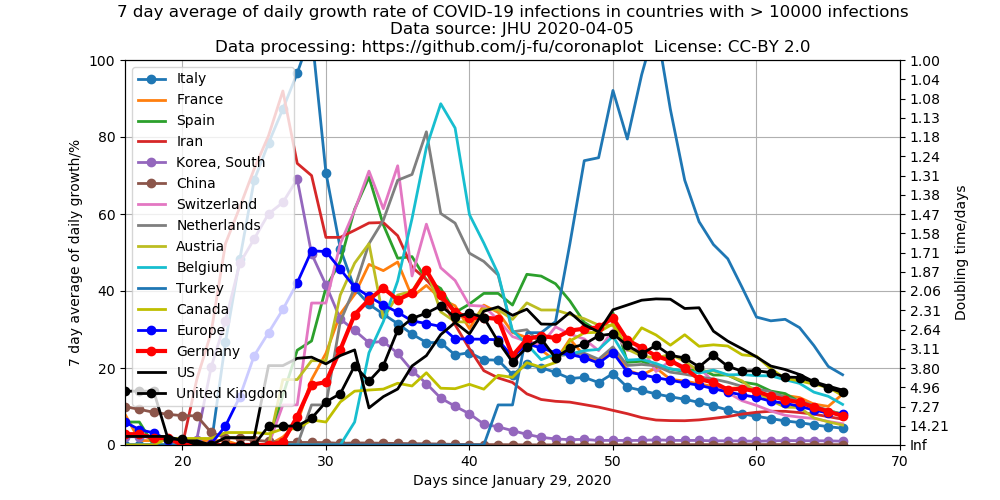 7 day average of daily growth rate of COVID-19 infections in countries with > 10000 infections
Data source: JHU 2020-04-05
Data processing: https://github.com/j-fu/coronaplot  License: CC-BY 2.0
7 day average of daily growth/%
100
80
60
40
20
0
Italy
France
Spain
Iran
Korea, South
China
Switzerland
Netherlands
Austria
Belgium
Turkey
Canada
Europe
Germany
US
United Kingdom
1.00
1.04
1.08
1.13
1.18
1.24
1.31
1.38
1.47
1.58
1.71
1.87
2.06
2.31
2.64
3.11
3.80
4.96
7.27
14.21
Inf
Doubling time/days
20 30 40 50 60 70
Days since January 29, 2020